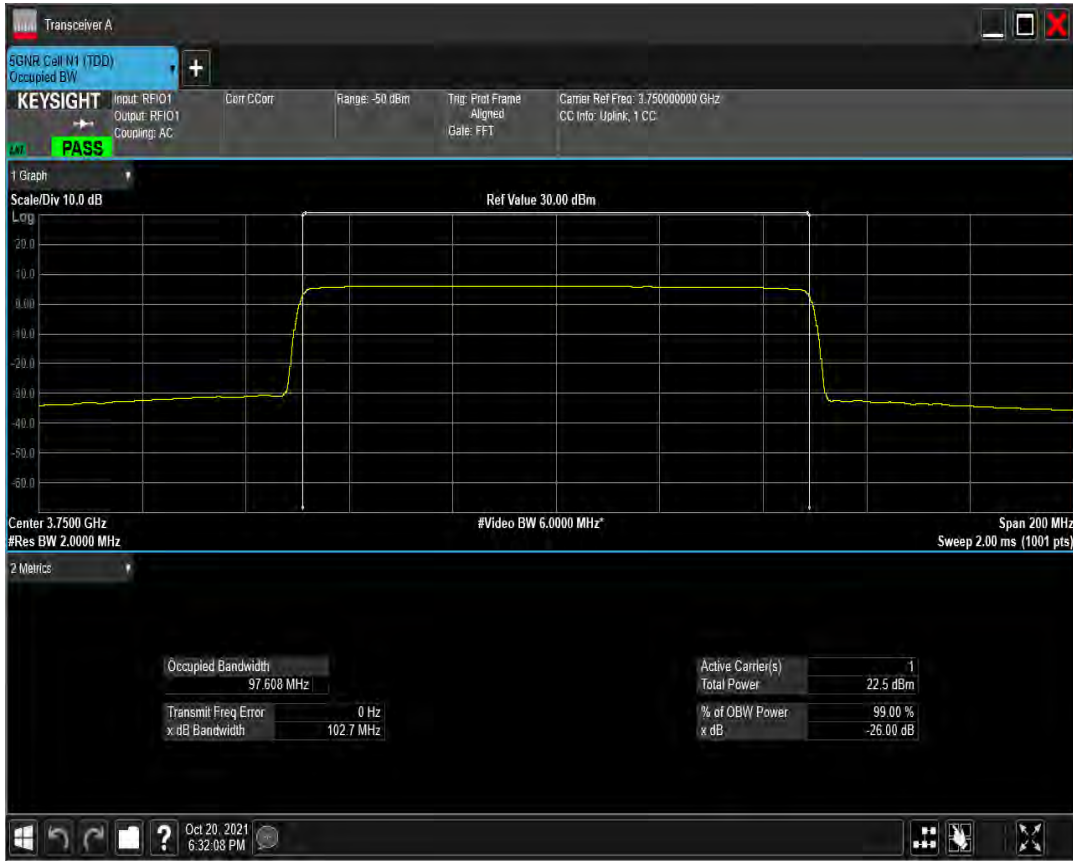 Transceiver A
5GNR Cell N1 (TDD)
Occupied BW
+
KEYSIGHT
Input: RFIO1
Output: RFIO1
Coupling: AC
Corr CCorr
Range: -50 dBm
Trig: Prot Frame
Aligned
Gate: FFT
Carrier Ref Freq: 3.750000000 GHz
CC Info: Uplink, 1 CC
PASS
1 Graph
Scale/Div 10.0 dB
Ref Value 30.00 dBm
Log
20.0
10.0
0.00
-10.0
-20.0
-30.0
-40.0
-50.0
-60.0
Center 3.7500 GHz
#Video BW 6.0000 MHz*
Span 200 MHz
#Res BW 2.0000 MHz
Sweep 2.00 ms (1001 pts)
2 Metrics
Occupied Bandwidth
97.608 MHz
Transmit Freq Error 0 Hz
x dB Bandwidth 102.7 MHz
Active Carrier(s) 1
Total Power 22.5 dBm
% of OBW Power 99.00 %
x dB -26.00 dB
?
Oct 20, 2021
6:32:08 PM